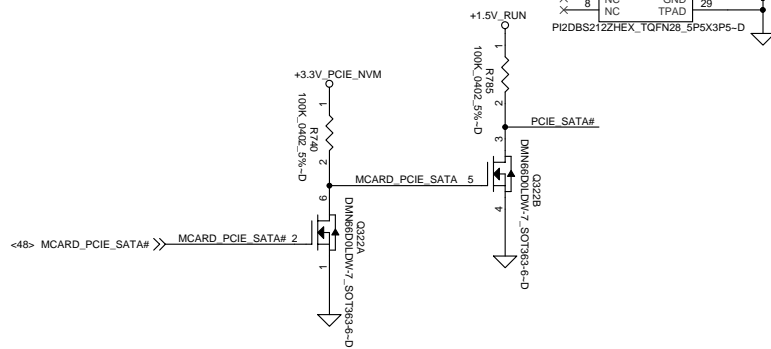 NC GND
8 NC TPAD 29
PI2DBS212ZHEX_TQFN28_5P5X3P5~D
+1.5V_RUN
1
R785
100K_0402_5%~D
2
PCIE_SATA#
+3.3V_PCIE_NVM
1
R740
100K_0402_5%~D
2
3
MCARD_PCIE_SATA 5
Q322B
DMN66D0LDW-7_SOT363-6~D
4
6
<48> MCARD_PCIE_SATA# MCARD_PCIE_SATA# 2
Q322A
DMN66D0LDW-7_SOT363-6~D
1